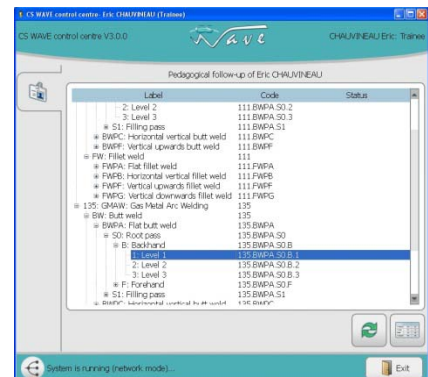 CS WAVE control centre- Eric CHAUVINEAU (Trainee)
CS WAVE control centre V3.0.0 Wave CHAUVINEAU Eric: Trainee
Pedagogical follow-up of Eric CHAUVINEAU
Label Code Status
2: Level 2 111.BWPA.S0.2
3: Level 3 111.BWPA.S0.3
S1: Filling pass 111.BWPA.S1
BWPC: Horizontal vertical butt weld 111.BWPC
BWPF: Vertical upwards butt weld 111.BWPF
FW: Fillet weld 111
FWPA: Flat fillet weld 111.FWPA
FWPB: Horizontal vertical fillet weld 111.FWPB
FWPF: Vertical upwards fillet weld 111.FWPF
FWPG: Vertical downwards fillet weld 111.FWPG
135: GMAW: Gas Metal Arc Welding 135
BW: Butt weld 135
BWPA: Flat butt weld 135.BWPA
S0: Root pass 135.BWPA.S0
B: Backhand 135.BWPA.S0.B
1: Level 1 135.BWPA.S0.B.1
2: Level 2 135.BWPA.S0.B.2
3: Level 3 135.BWPA.S0.B.3
F: Forehand 135.BWPA.S0.F
S1: Filling pass 135.BWPA.S1
BWPC: Horizontal vertical butt weld 135.BWPC
System is running (network mode)... Exit